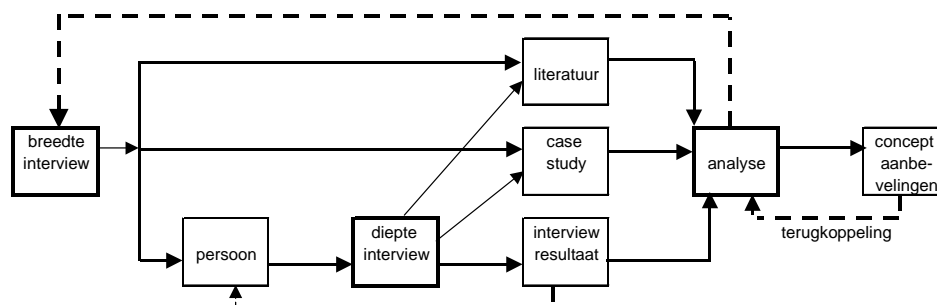 literatuur
breedte
interview
case
study
analyse
concept
aanbe-
velingen
persoon
diepte
interview
interview
resultaat
terugkoppeling